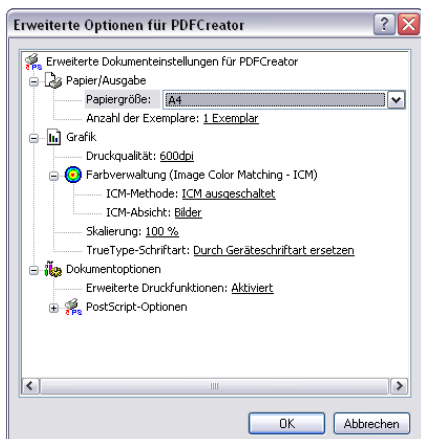 Erweiterte Optionen für PDFCreator
Erweiterte Dokumenteinstellungen für PDFCreator
Papier/Ausgabe
Papiergröße: A4
Anzahl der Exemplare: 1 Exemplar
Grafik
Druckqualität: 600dpi
Farbverwaltung (Image Color Matching - ICM)
ICM-Methode: ICM ausgeschaltet
ICM-Absicht: Bilder
Skalierung: 100 %
TrueType-Schriftart: Durch Geräteschriftart ersetzen
Dokumentoptionen
Erweiterte Druckfunktionen: Aktiviert
PostScript-Optionen
OK Abbrechen